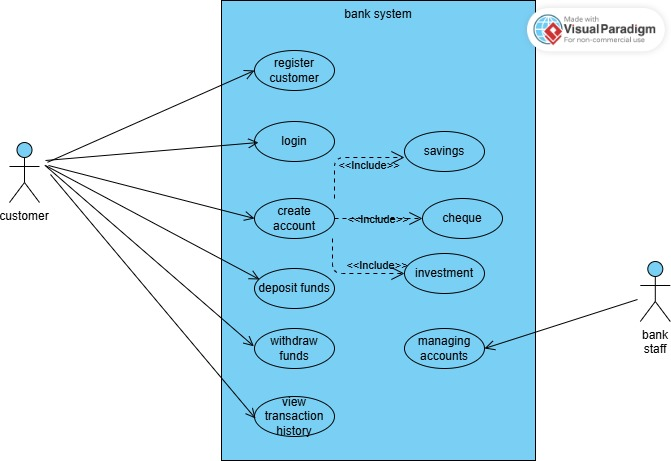 bank system
Made with
Visual Paradigm
For non-commercial use
register
customer
login
<<Include>>
savings
customer
create
account
<<Include>>
cheque
<<Include>>
investment
deposit funds
bank
staff
withdraw
funds
managing
accounts
view
transaction
history